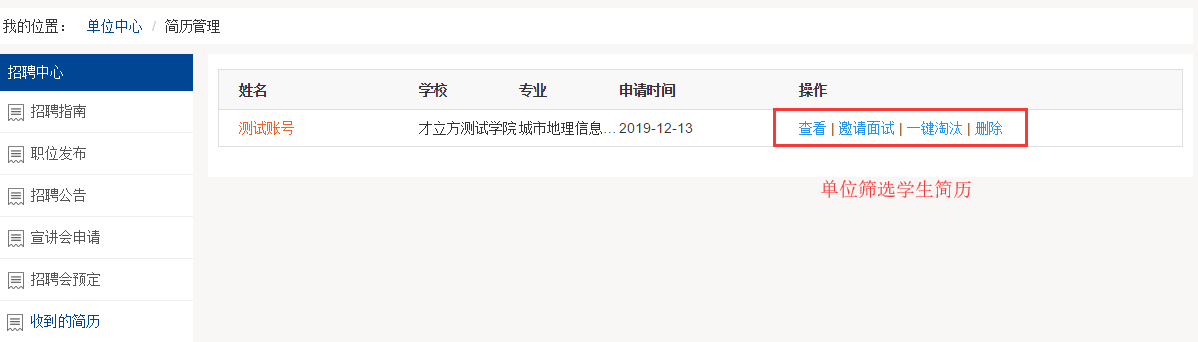 我的位置： 单位中心 / 简历管理
招聘中心
招聘指南
职位发布
招聘公告
宣讲会申请
招聘会预定
收到的简历
姓名 学校 专业 申请时间 操作
测试账号 才立方测试学院 城市地理信息... 2019-12-13 查看 | 邀请面试 | 一键淘汰 | 删除
单位筛选学生简历